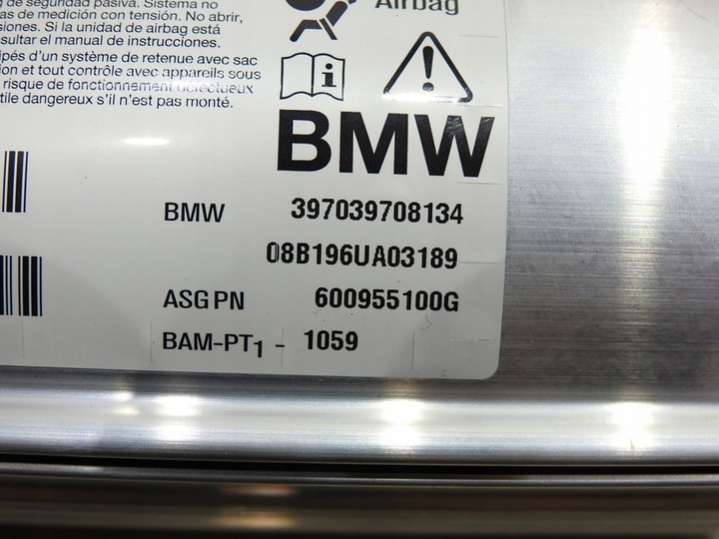 de seguridad pasiva. Sistema no
as de medición con tensión. No abrir,
siones. Si la unidad de airbag está
sultar el manual de instrucciones.
ipés d'un système de retenue avec sac
ion et tout contrôle avec appareils sous
risque de fonctionnement défectueux
tile dangereux s'il n'est pas monté.
Airbag
BMW
BMW 397039708134
08B196UA03189
ASG PN 600955100G
BAM-PT1 - 1059